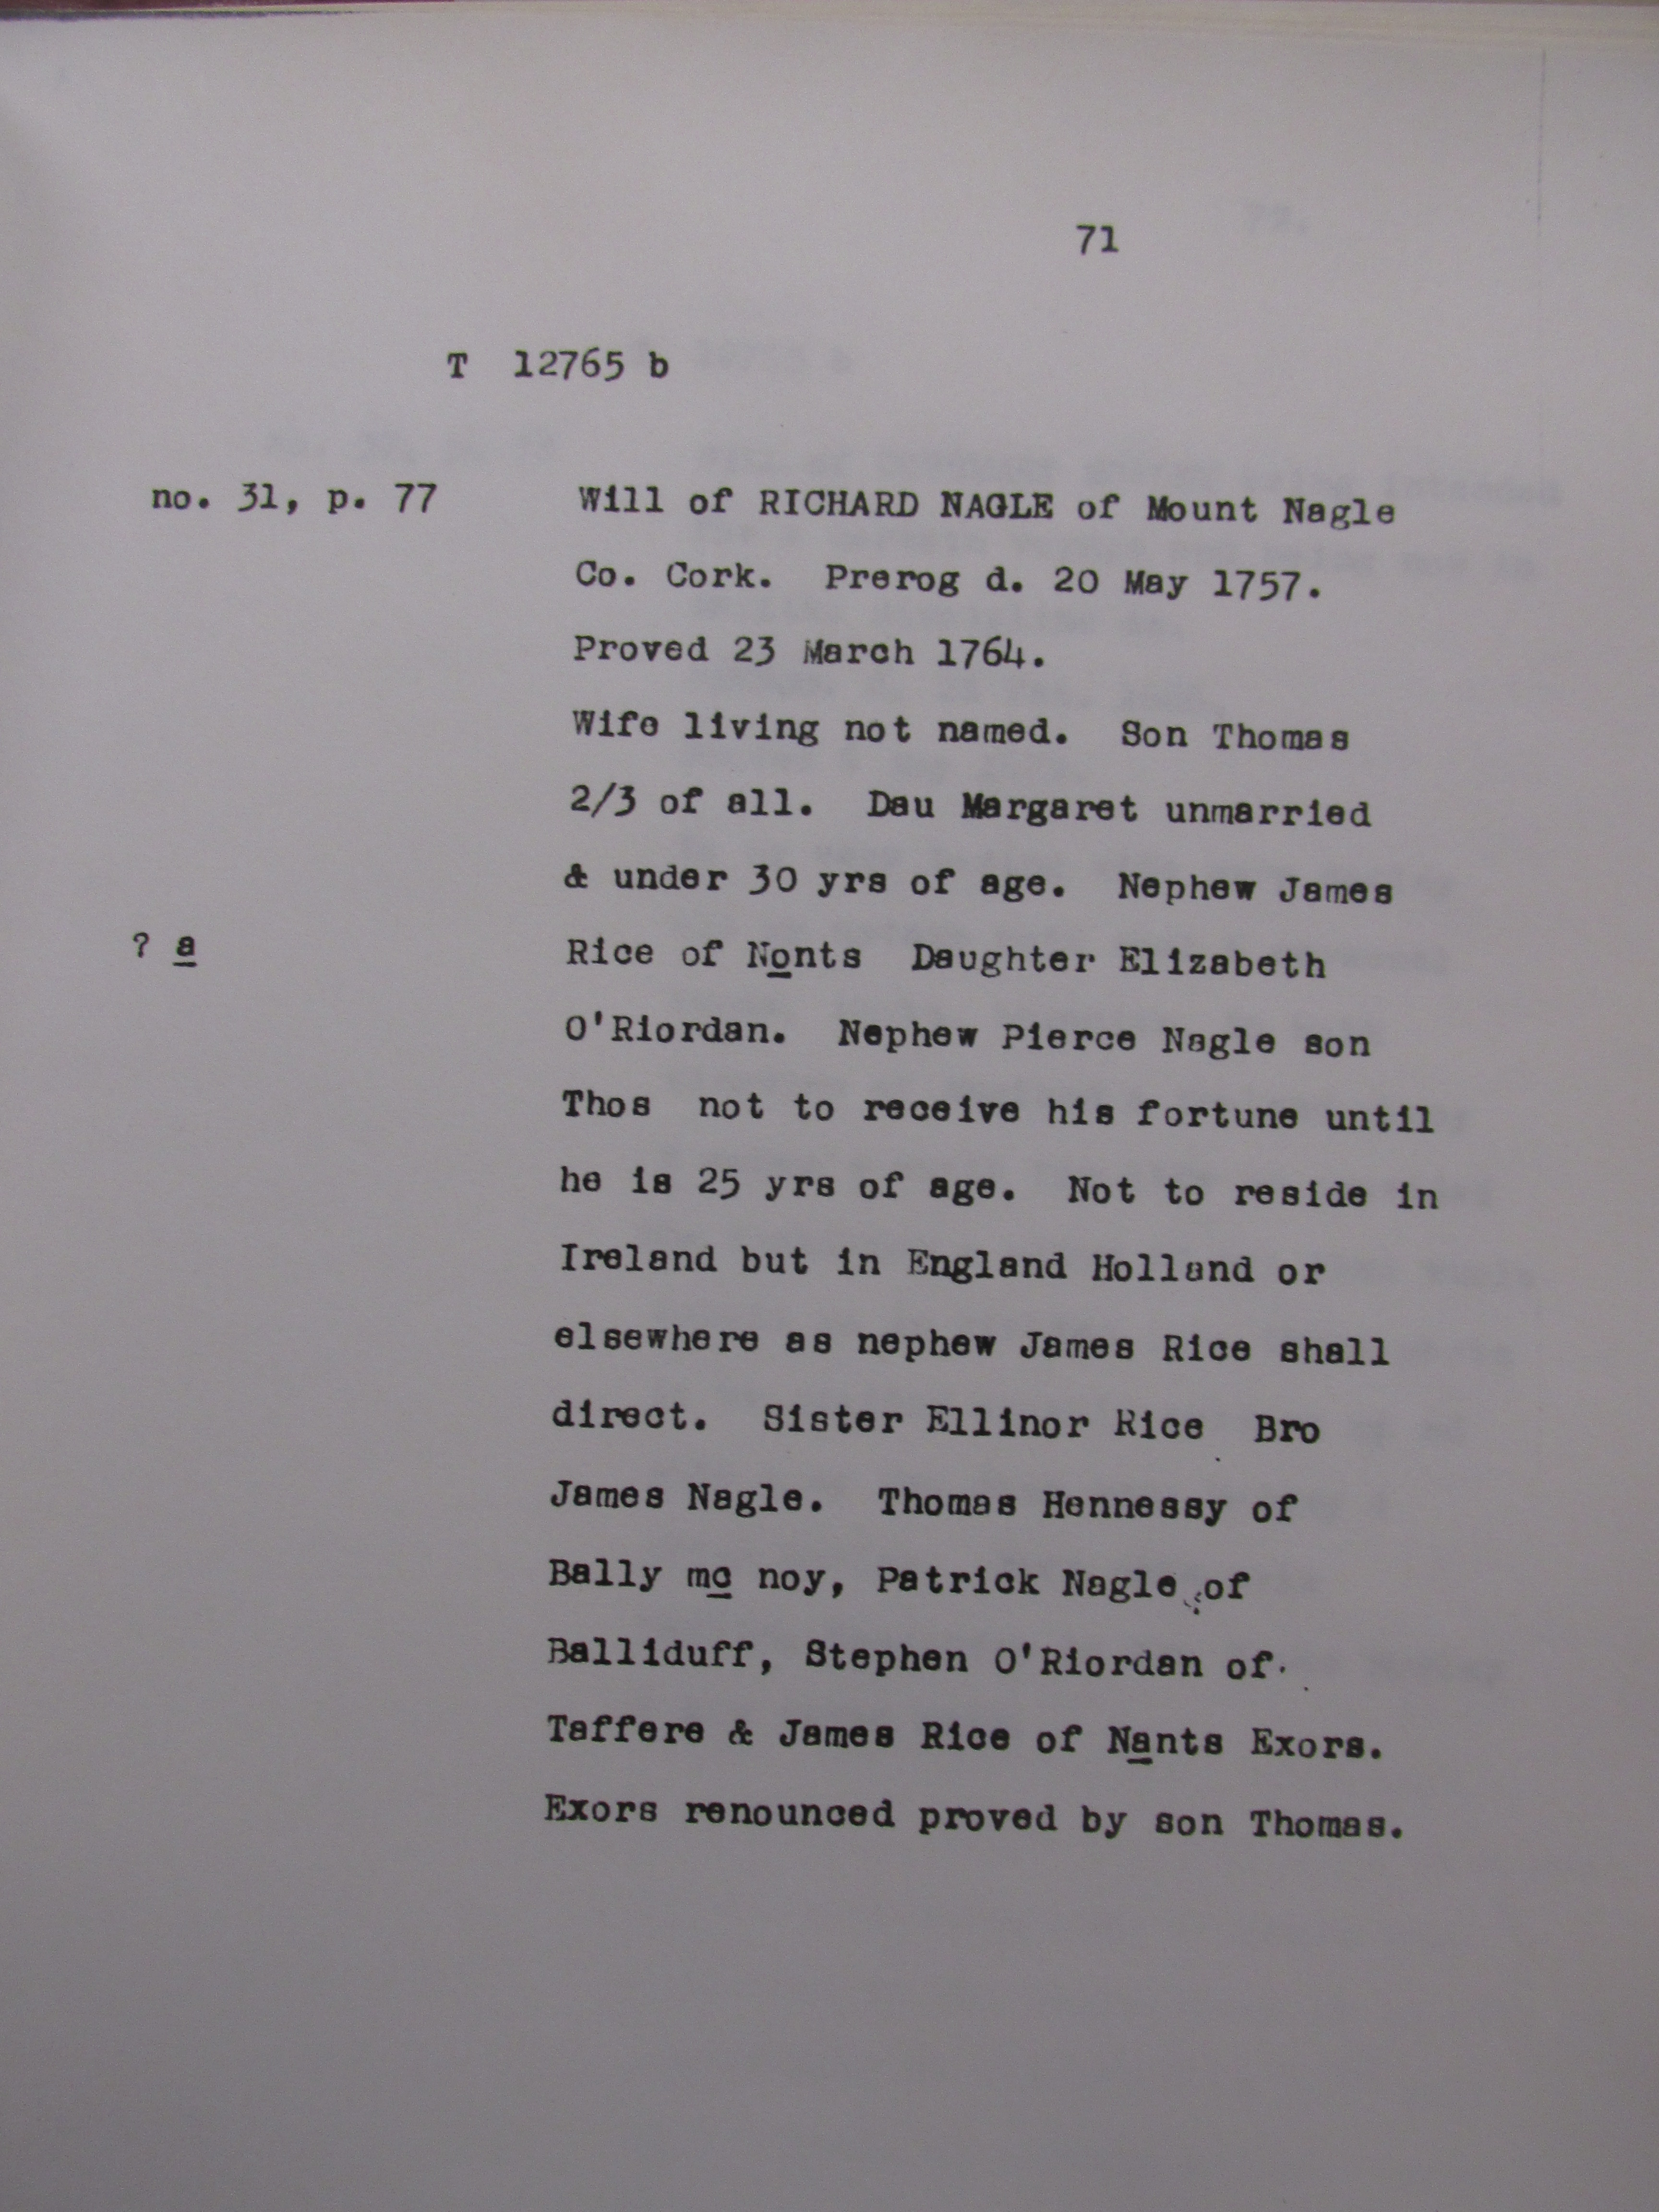 71
T 12765 b
no. 31, p. 77 Will of RICHARD NAGLE of Mount Nagle
Co. Cork. Prerog d. 20 May 1757.
Proved 23 March 1764.
Wife living not named. Son Thomas
2/3 of all. Dau Margaret unmarried
& under 30 yrs of age. Nephew James
? a Rice of Nonts Daughter Elizabeth
O'Riordan. Nephew Pierce Nagle son
Thos not to receive his fortune until
he is 25 yrs of age. Not to reside in
Ireland but in England Holland or
elsewhere as nephew James Rice shall
direct. Sister Ellinor Rice Bro
James Nagle. Thomas Hennessy of
Bally mc noy, Patrick Nagle of
Balliduff, Stephen O'Riordan of
Taffere & James Rice of Nants Exors.
Exors renounced proved by son Thomas.